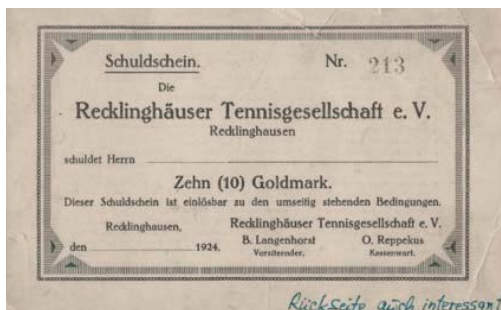 Schuldschein. Nr. 213
Die
Recklinghäuser Tennisgesellschaft e. V.
Recklinghausen
schuldet Herrn
Zehn (10) Goldmark.
Dieser Schuldschein ist einlösbar zu den umseitig stehenden Bedingungen.
Recklinghausen, Recklinghäuser Tennisgesellschaft e. V.
den 1924. B. Langenhorst O. Reppekus
Vorsitzender. Kassenwart.
Rückseite auch interessant